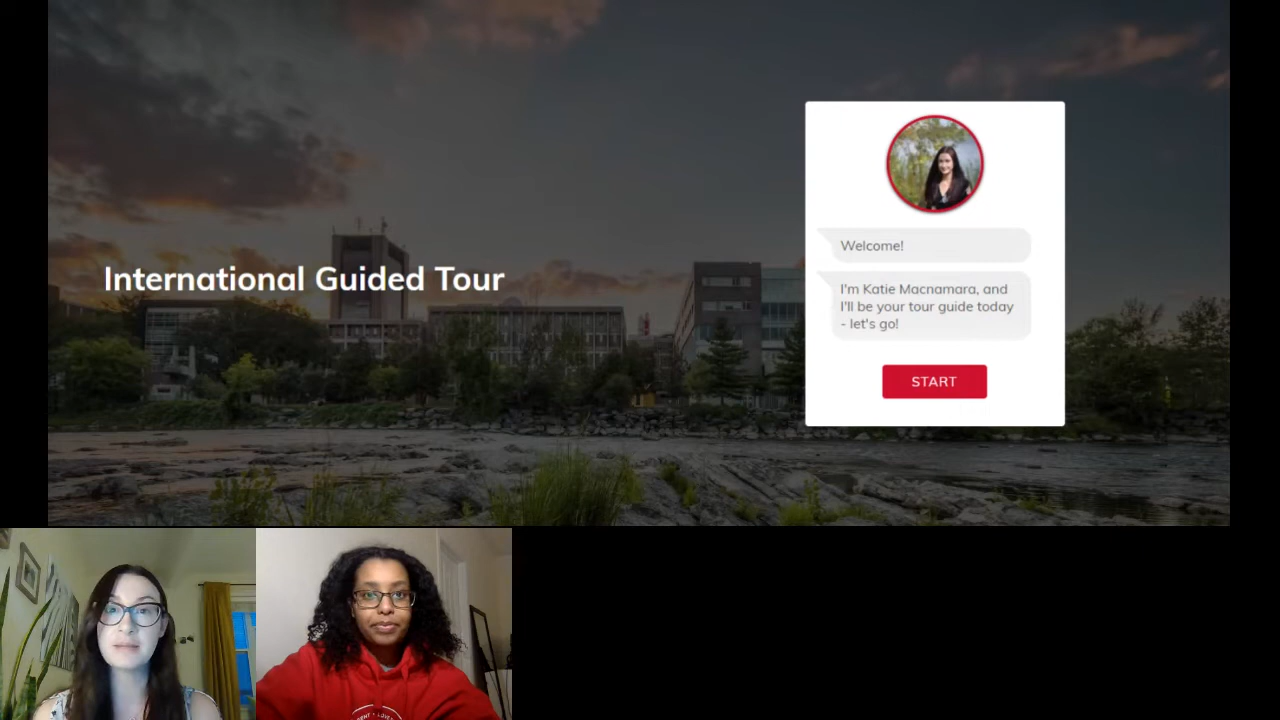 International Guided Tour
Welcome!
I'm Katie Macnamara, and
I'll be your tour guide today
- let's go!
START